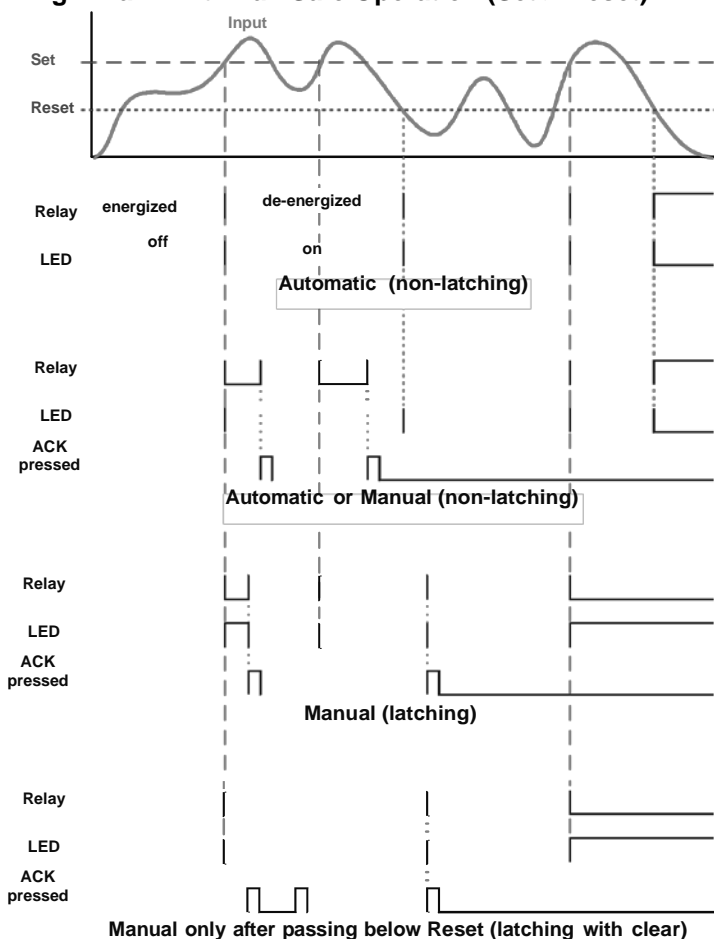 Input
Set
Reset
Relay energized de-energized
LED off on
Automatic (non-latching)
Relay
LED
ACK
pressed
Automatic or Manual (non-latching)
Relay
LED
ACK
pressed
Manual (latching)
Relay
LED
ACK
pressed
Manual only after passing below Reset (latching with clear)